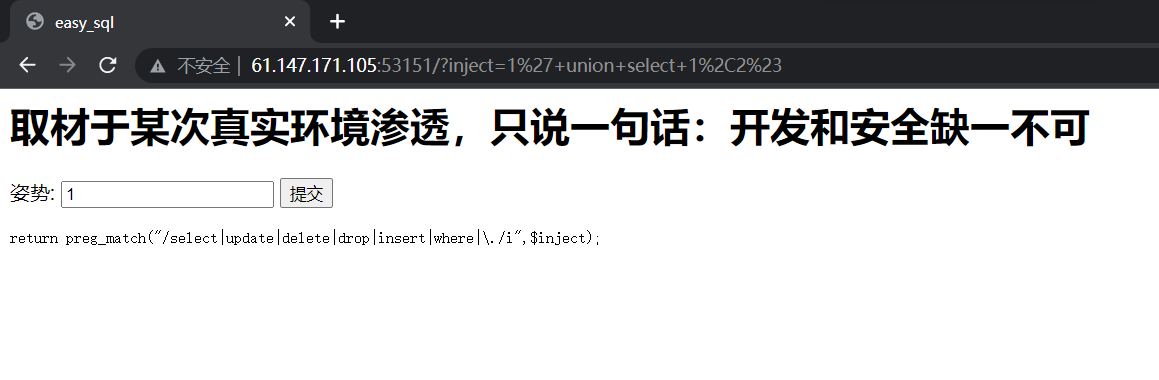 easy_sql
不安全 | 61.147.171.105:53151/?inject=1%27+union+select+1%2C2%23
取材于某次真实环境渗透，只说一句话：开发和安全缺一不可
姿势: 1 提交
return preg_match("/select|update|delete|drop|insert|where|\./i",$inject);